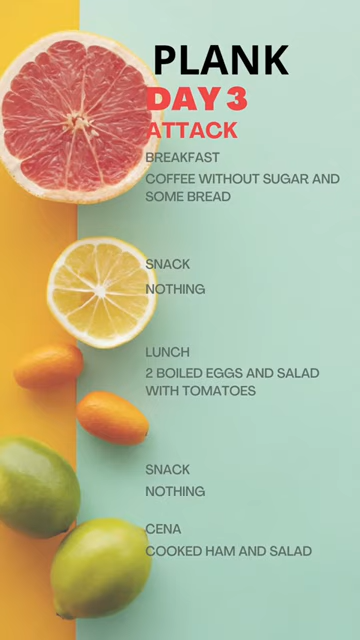 PLANK
DAY 3
ATTACK
BREAKFAST
COFFEE WITHOUT SUGAR AND
SOME BREAD
SNACK
NOTHING
LUNCH
2 BOILED EGGS AND SALAD
WITH TOMATOES
SNACK
NOTHING
CENA
COOKED HAM AND SALAD